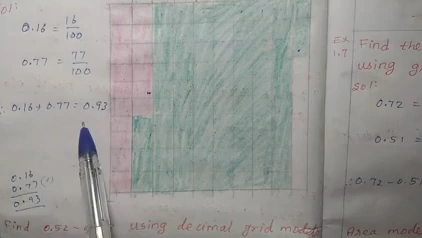 Sol:
0.16 = 16/100
0.77 = 77/100
∴ 0.16 + 0.77 = 0.93
0.16
0.77 (+)
0.93
Find 0.52 - using decimal grid
Ex
1.7
Find the
using g
Sol:
0.72 =
0.51 =
∴ 0.72 - 0.5
Area mode